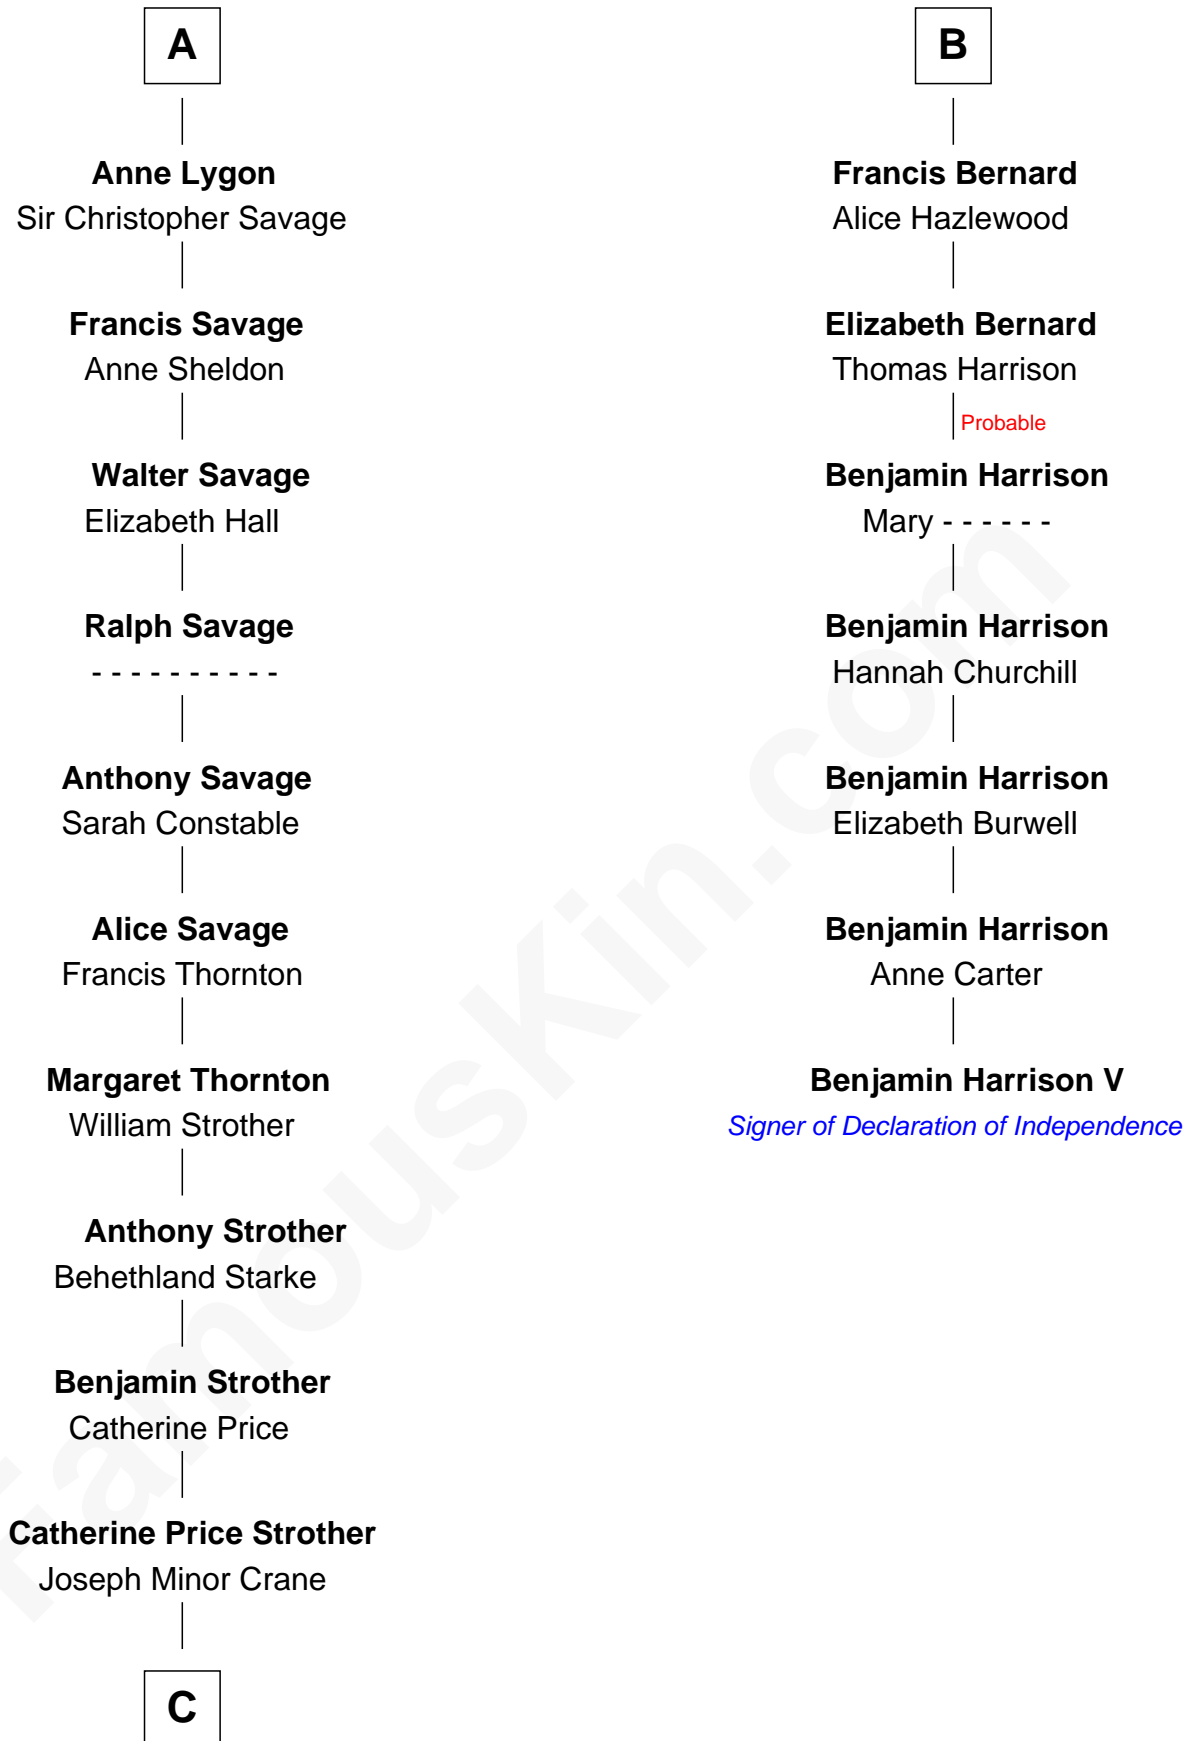 A
Anne Lygon
Sir Christopher Savage
Francis Savage
Anne Sheldon
Walter Savage
Elizabeth Hall
Ralph Savage
- - - - - - - - - -
Anthony Savage
Sarah Constable
Alice Savage
Francis Thornton
Margaret Thornton
William Strother
Anthony Strother
Behethland Starke
Benjamin Strother
Catherine Price
Catherine Price Strother
Joseph Minor Crane
C
B
Francis Bernard
Alice Hazlewood
Elizabeth Bernard
Thomas Harrison
Probable
Benjamin Harrison
Mary - - - - - -
Benjamin Harrison
Hannah Churchill
Benjamin Harrison
Elizabeth Burwell
Benjamin Harrison
Anne Carter
Benjamin Harrison V
Signer of Declaration of Independence
FamousKin.com